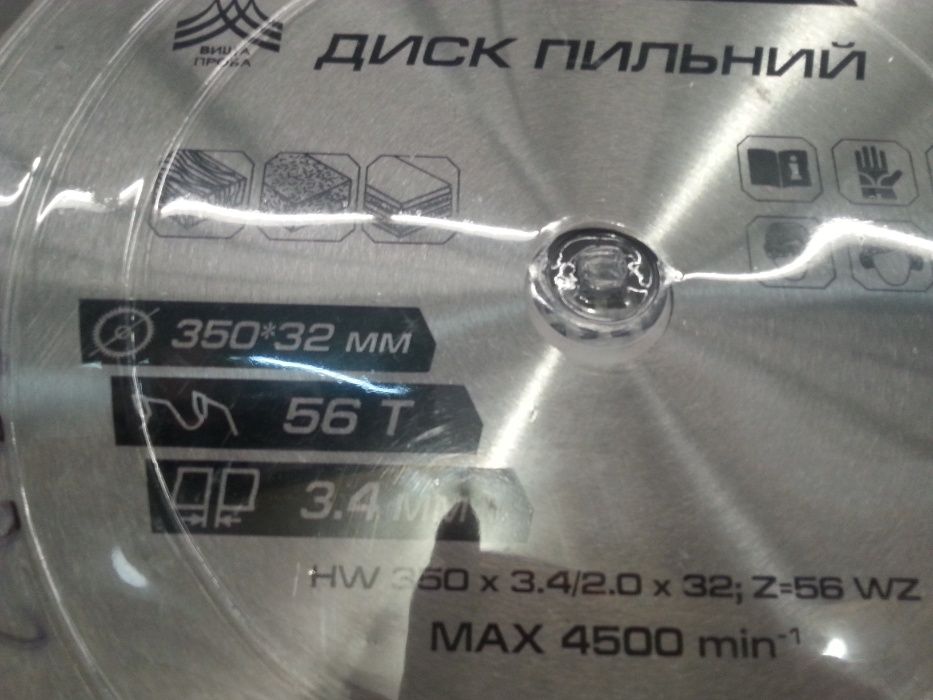 ВИЩА
ПРОБА
ДИСК ПИЛЬНИЙ
i
350*32 мм
56 T
3.4 мм
HW 350 x 3.4/2.0 x 32; Z=56 WZ
MAX 4500 min⁻¹